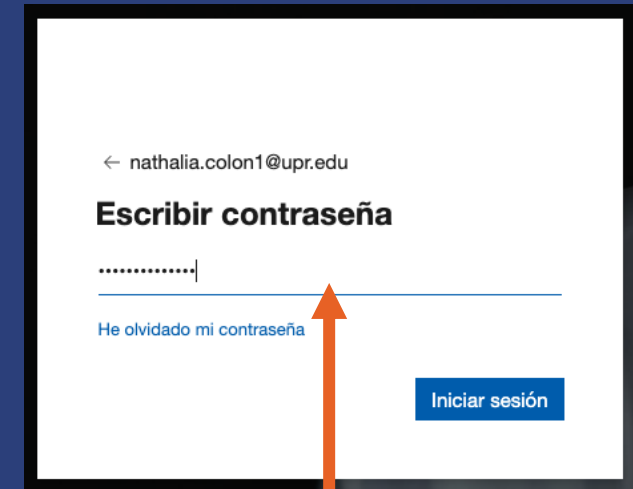 ← nathalia.colon1@upr.edu
Escribir contraseña
••••••••••••••
He olvidado mi contraseña
Iniciar sesión